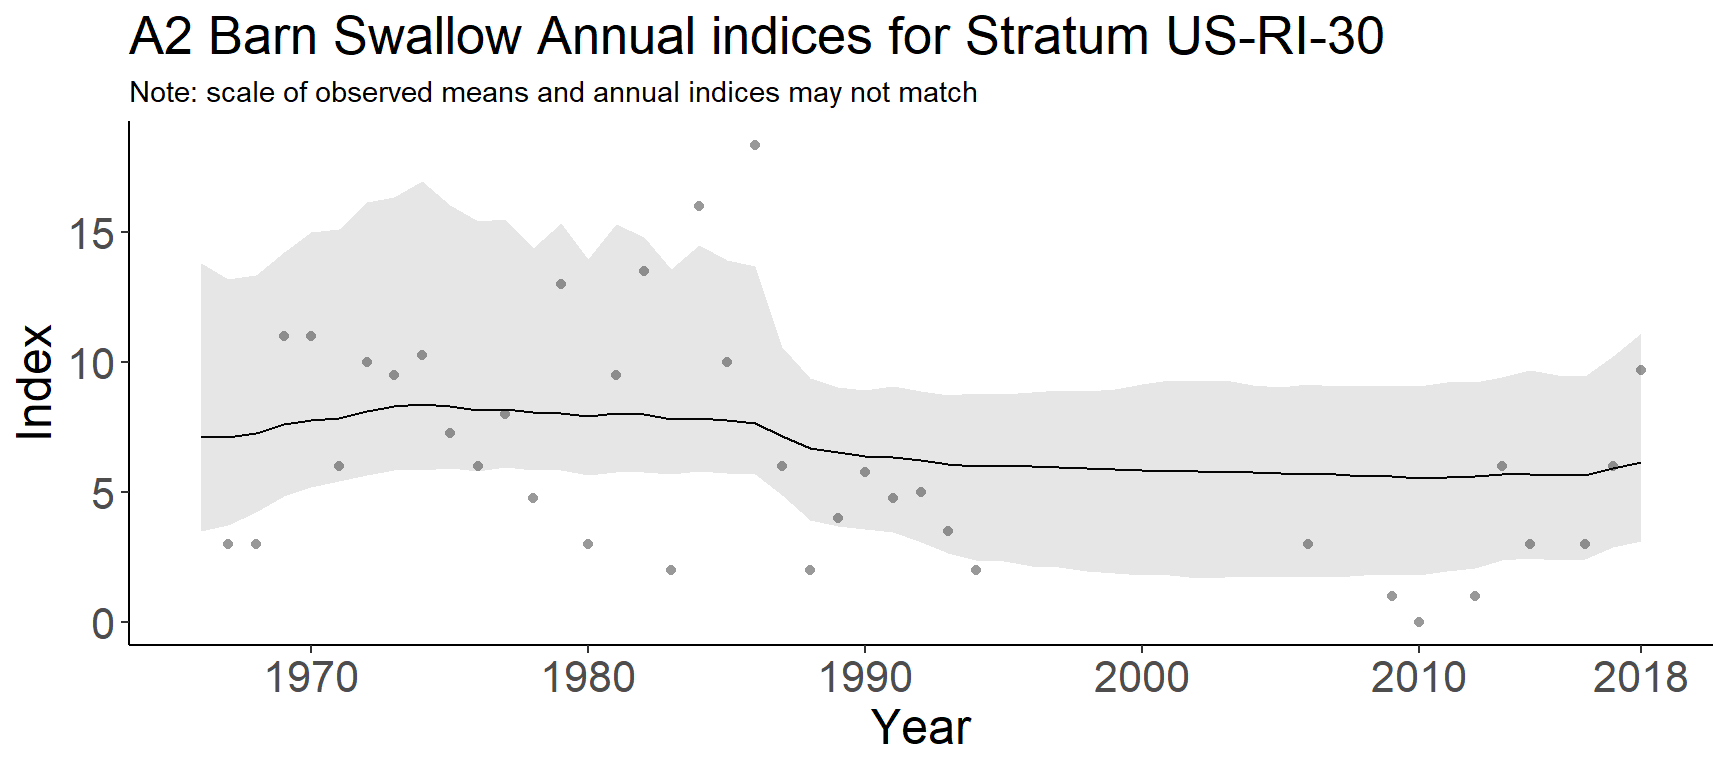 A2 Barn Swallow Annual indices for Stratum US-RI-30
Note: scale of observed means and annual indices may not match
Index
15
10
5
0
1970 1980 1990 2000 2010 2018
Year